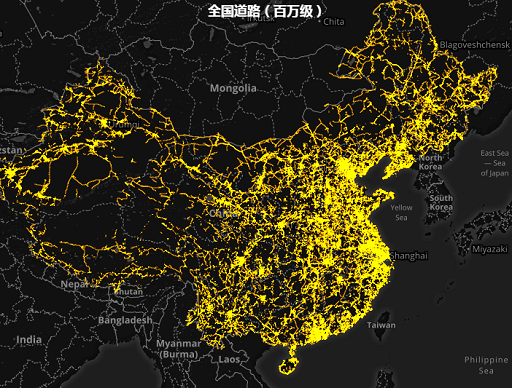 全国道路（百万级）
Irkutsk
Chita
Blagoveshchensk
Mongolia
North
Korea
East Sea
— Sea
of Japan
South
Korea
Yellow
Sea
Shanghai
Miyazaki
Nepal
Bhutan
Bangladesh
India
Myanmar
(Burma)
Laos
Taiwan
Philippine
Sea